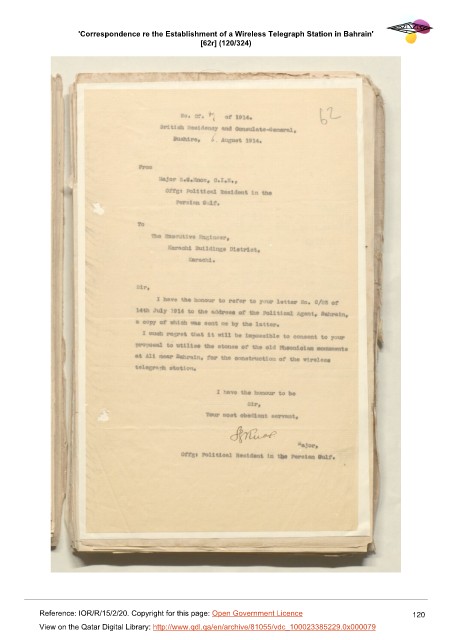 'Correspondence re the Establishment of a Wireless Telegraph Station in Bahrain'
[62r] (120/324)
62
No. Cf. of 1914.
British Residency and Consulate-General,
Bushire, August 1914.
From
Major S.G.Knox, C.I.E.,
Offg: Political Resident in the
Persian Gulf.
To
The Executive Engineer,
Karachi Buildings District,
Karachi.
Sir,
I have the honour to refer to your letter No.
14th July 1914 to the address of the Political Agent, Bahrain,
a copy of which was sent me by the latter.
I much regret that it will be impossible to consent to your
proposal to utilise the stones of the old Phoenician monuments
at Ali near Bahrain, for the construction of the wireless
telegraph station.
I have the honour to be
Sir,
Your most obedient servant,
SGKnox
Major,
Offg: Political Resident in the Persian Gulf.
Reference: IOR/R/15/2/20. Copyright for this page: Open Government Licence
120
View on the Qatar Digital Library: http://www.qdl.qa/en/archive/81055/vdc_100023385229.0x000079